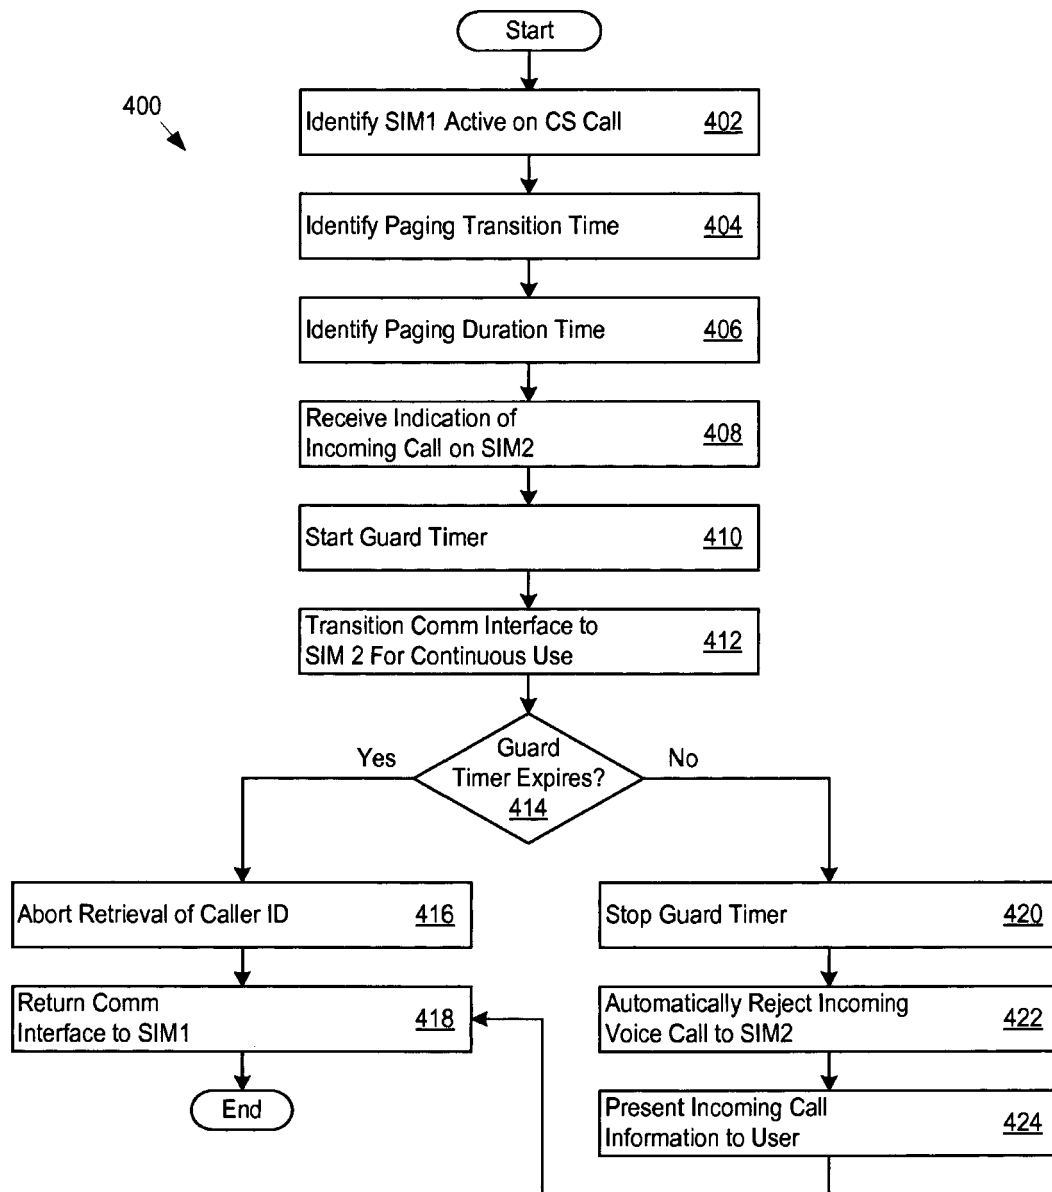 Start
400
Identify SIM1 Active on CS Call 402
Identify Paging Transition Time 404
Identify Paging Duration Time 406
Receive Indication of
Incoming Call on SIM2 408
Start Guard Timer 410
Transition Comm Interface to
SIM 2 For Continuous Use 412
Yes
Guard
Timer Expires?
414
No
Abort Retrieval of Caller ID 416
Return Comm
Interface to SIM1 418
End
Stop Guard Timer 420
Automatically Reject Incoming
Voice Call to SIM2 422
Present Incoming Call
Information to User 424